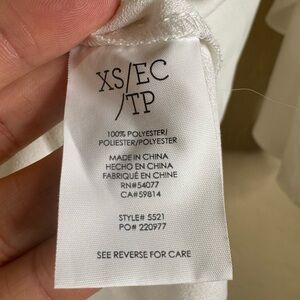 XS/EC
/TP
100% POLYESTER/
POLIESTER/POLYESTER
MADE IN CHINA
HECHO EN CHINA
FABRIQUÉ EN CHINE
RN#54077
CA#59814
STYLE# 5521
PO# 220977
SEE REVERSE FOR CARE